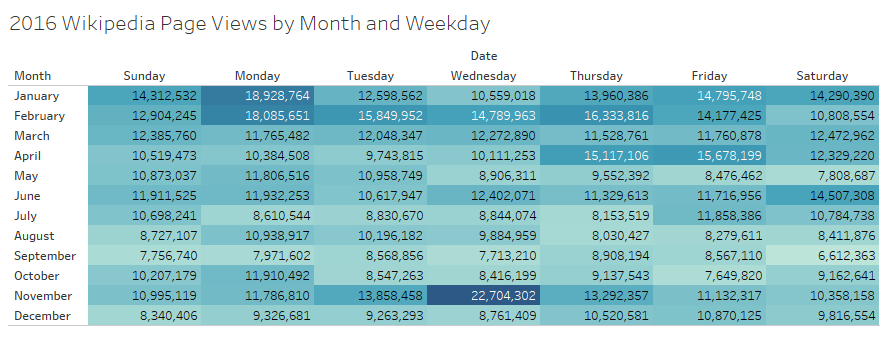 2016 Wikipedia Page Views by Month and Weekday
Date
Month Sunday Monday Tuesday Wednesday Thursday Friday Saturday
January 14,312,532 18,928,764 12,598,562 10,559,018 13,960,386 14,795,748 14,290,390
February 12,904,245 18,085,651 15,849,952 14,789,963 16,333,816 14,177,425 10,808,554
March 12,385,760 11,765,482 12,048,347 12,272,890 11,528,761 11,760,878 12,472,962
April 10,519,473 10,384,508 9,743,815 10,111,253 15,117,106 15,678,199 12,329,220
May 10,873,037 11,806,516 10,958,749 8,906,311 9,552,392 8,476,462 7,808,687
June 11,911,525 11,932,253 10,617,947 12,402,071 11,329,613 11,716,956 14,507,308
July 10,698,241 8,610,544 8,830,670 8,844,074 8,153,519 11,858,386 10,784,738
August 8,727,107 10,938,917 10,196,182 9,884,959 8,030,427 8,279,611 8,411,876
September 7,756,740 7,971,602 8,568,856 7,713,210 8,908,194 8,567,110 6,612,363
October 10,207,179 11,910,492 8,547,263 8,416,199 9,137,543 7,649,820 9,162,641
November 10,995,119 11,786,810 13,858,458 22,704,302 13,292,357 11,132,317 10,358,158
December 8,340,406 9,326,681 9,263,293 8,761,409 10,520,581 10,870,125 9,816,554